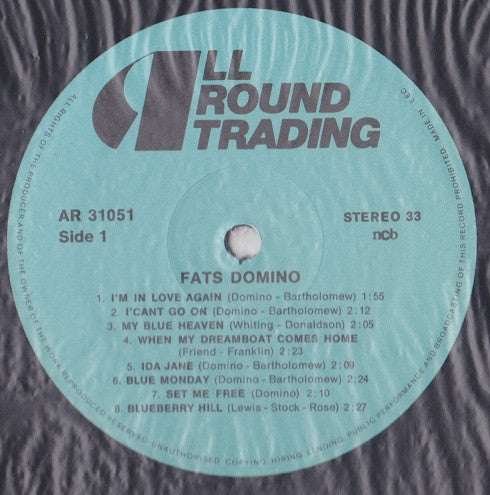 ALL
ROUND
TRADING
AR 31051
Side 1
STEREO 33
ncb
FATS DOMINO
1. I'M IN LOVE AGAIN (Domino - Bartholomew) 1:55
2. I'CANT GO ON (Domino - Bartholomew) 2:12
3. MY BLUE HEAVEN (Whiting - Donaldson) 2:05
4. WHEN MY DREAMBOAT COMES HOME
(Friend - Franklin) 2:23
5. IDA JANE (Domino - Bartholomew) 2:09
6. BLUE MONDAY (Domino - Bartholomew) 2:24
7. SET ME FREE (Domino) 2:10
8. BLUEBERRY HILL (Lewis - Stock - Rose) 2:27
ALL RIGHTS OF THE PRODUCER AND OF THE OWNER OF THE WORK REPRODUCED RESERVED. UNAUTHORISED COPYING, HIRING, LENDING, PUBLIC PERFORMANCE AND BROADCASTING OF THIS RECORD PROHIBITED. MADE IN EEC